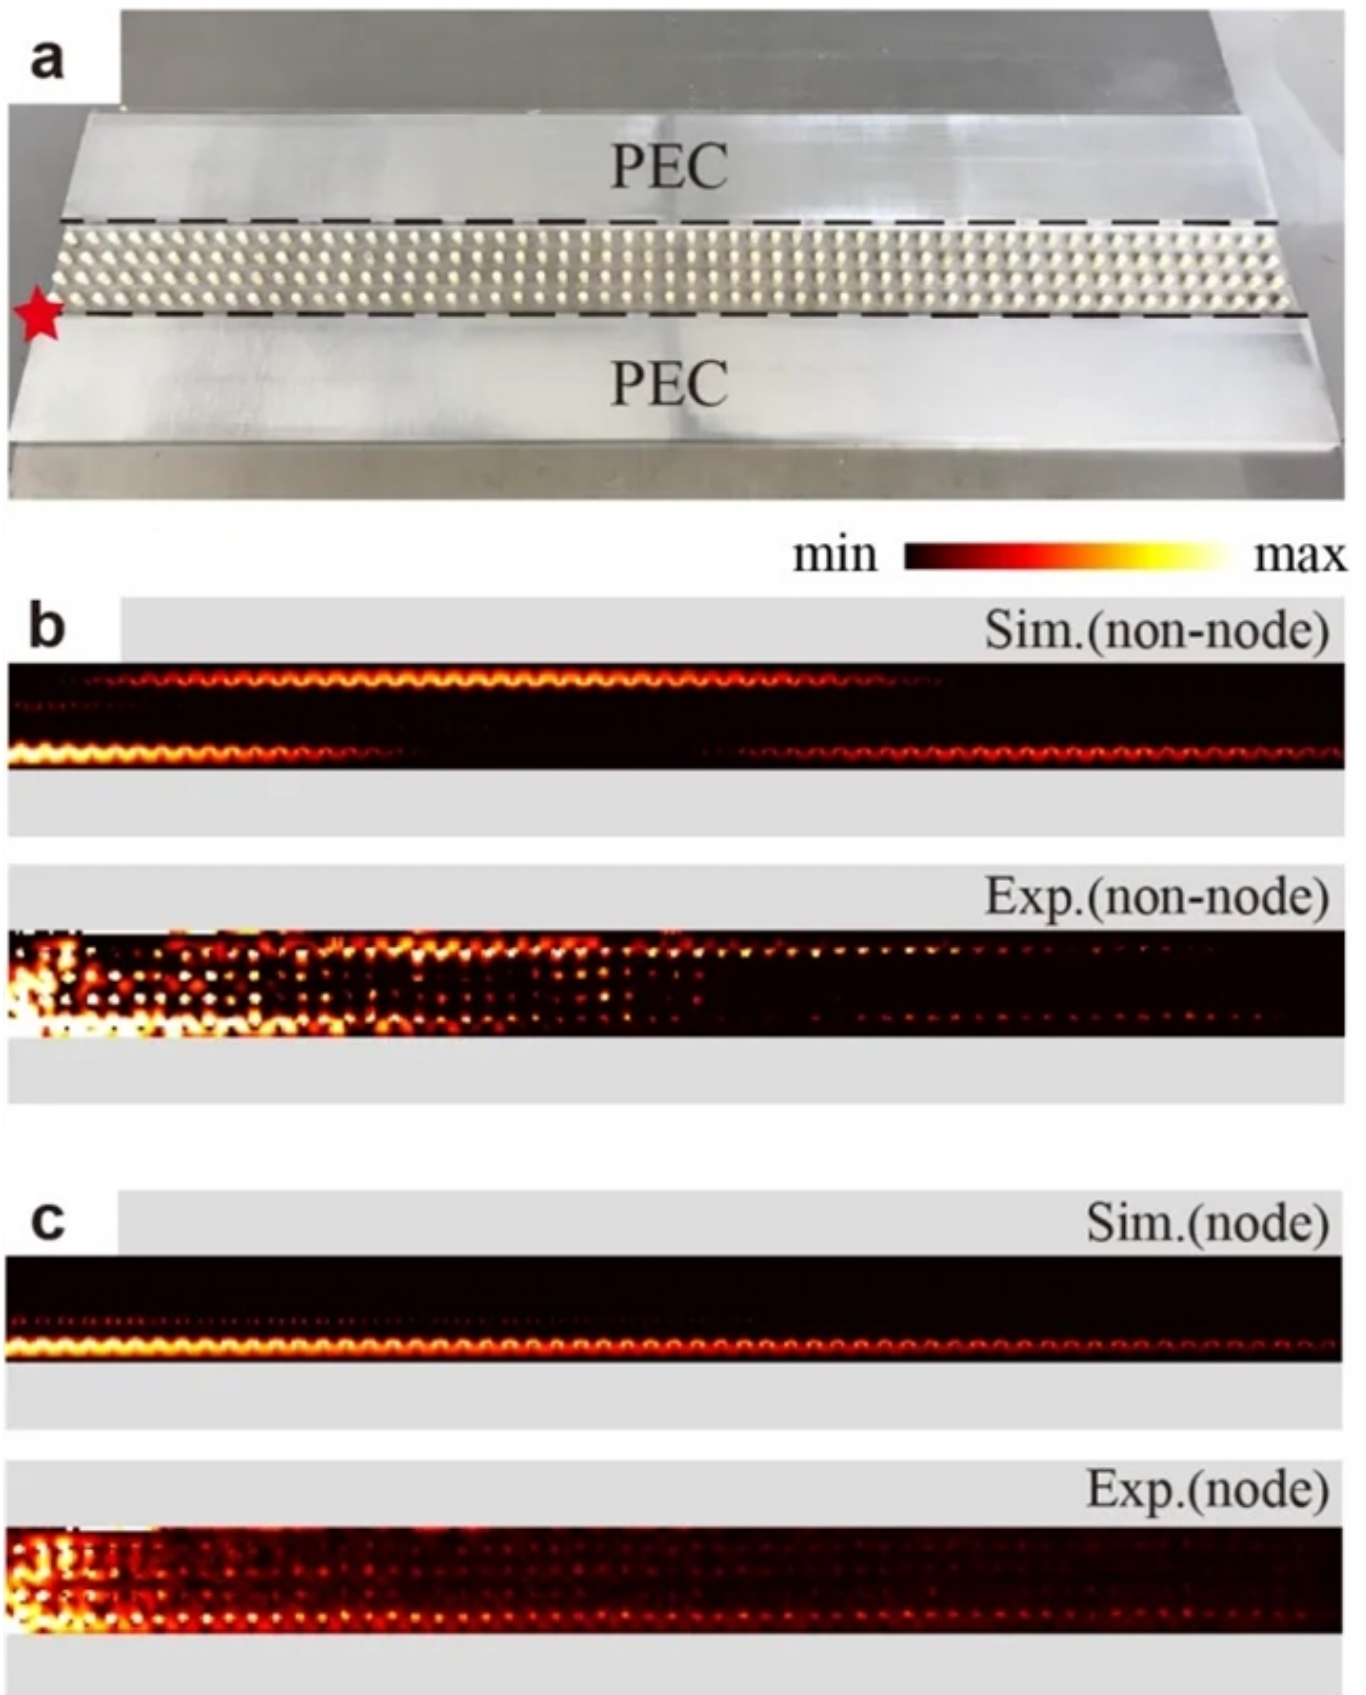 a
PEC
PEC
min max
b
Sim.(non-node)
Exp.(non-node)
c
Sim.(node)
Exp.(node)